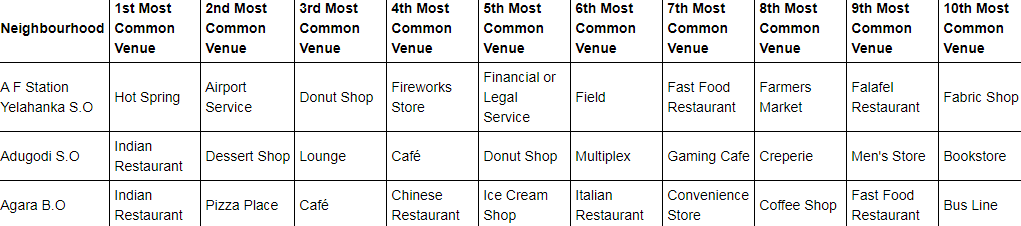 Neighbourhood 1st Most Common Venue 2nd Most Common Venue 3rd Most Common Venue 4th Most Common Venue 5th Most Common Venue 6th Most Common Venue 7th Most Common Venue 8th Most Common Venue 9th Most Common Venue 10th Most Common Venue
A F Station Yelahanka S.O Hot Spring Airport Service Donut Shop Fireworks Store Financial or Legal Service Field Fast Food Restaurant Farmers Market Falafel Restaurant Fabric Shop
Adugodi S.O Indian Restaurant Dessert Shop Lounge Café Donut Shop Multiplex Gaming Cafe Creperie Men's Store Bookstore
Agara B.O Indian Restaurant Pizza Place Café Chinese Restaurant Ice Cream Shop Italian Restaurant Convenience Store Coffee Shop Fast Food Restaurant Bus Line